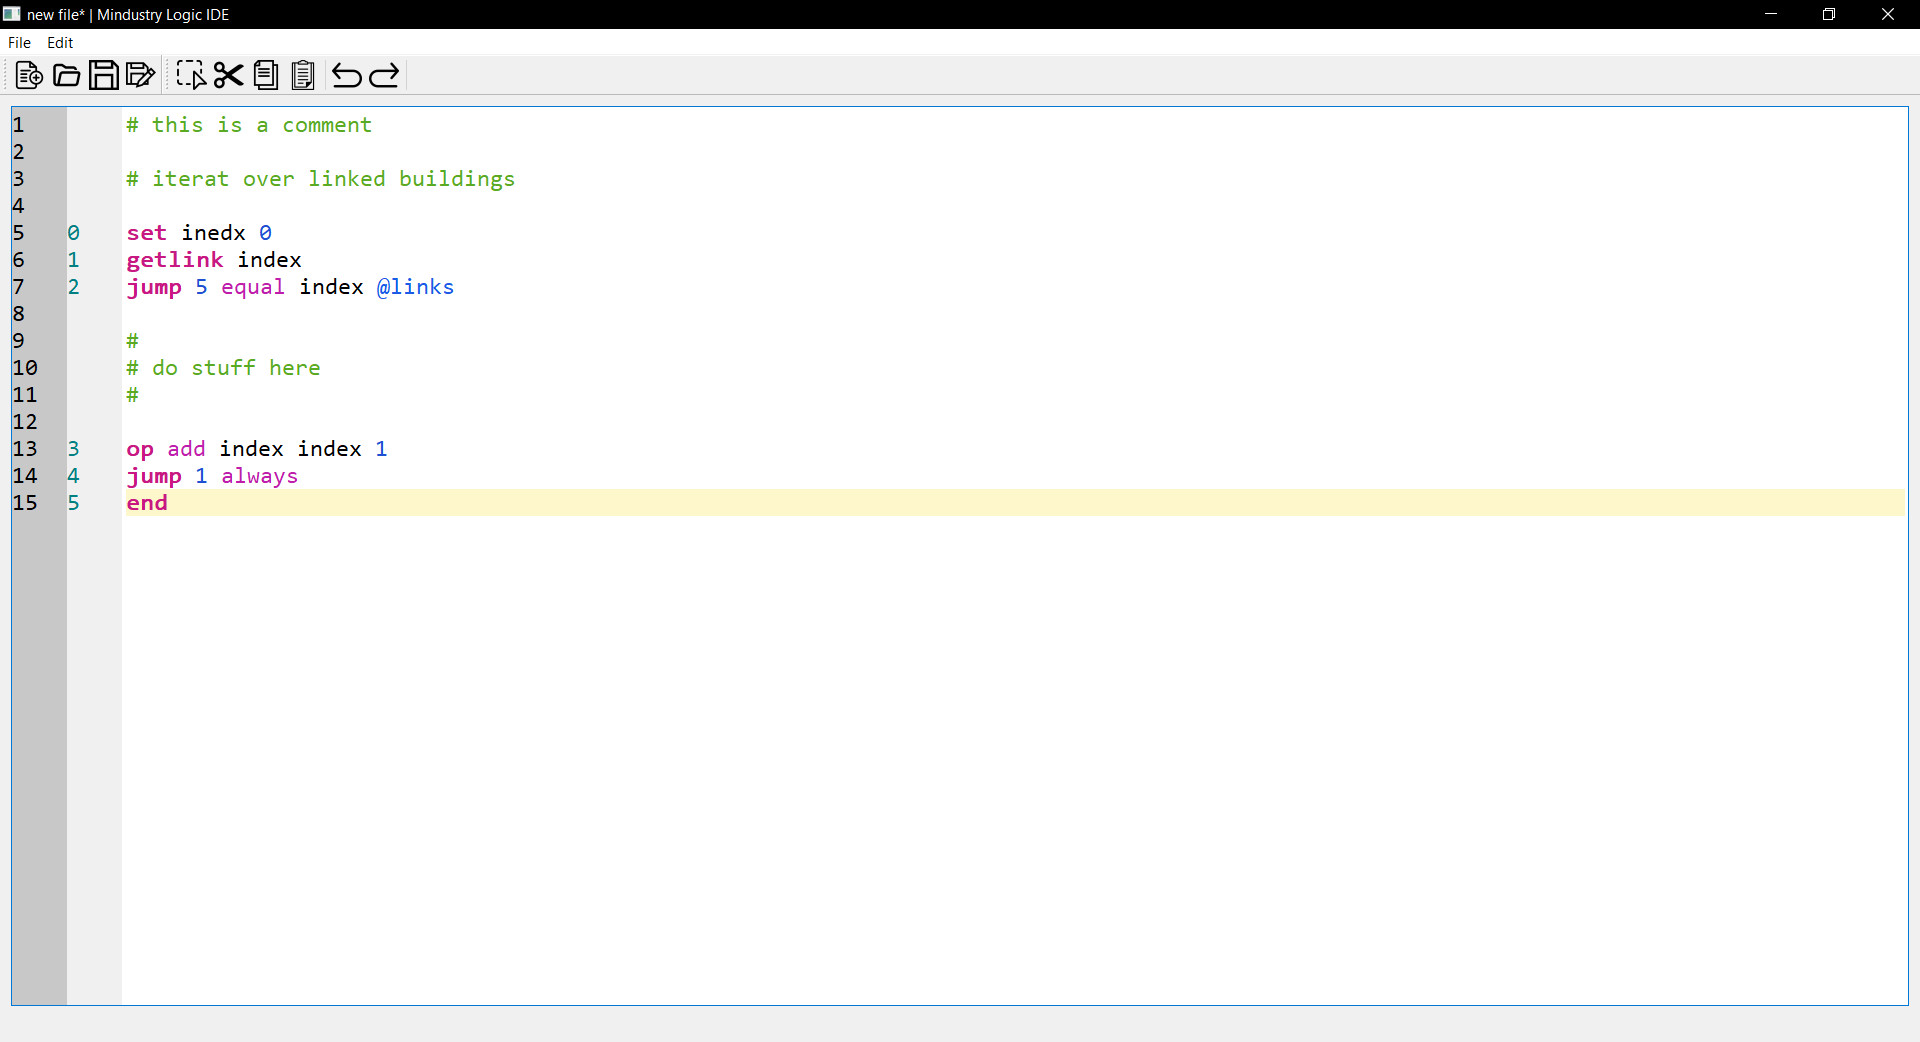 new file* | Mindustry Logic IDE
File Edit
1 # this is a comment
2
3 # iterat over linked buildings
4
5 0 set inedx 0
6 1 getlink index
7 2 jump 5 equal index @links
8
9 #
10 # do stuff here
11 #
12
13 3 op add index index 1
14 4 jump 1 always
15 5 end